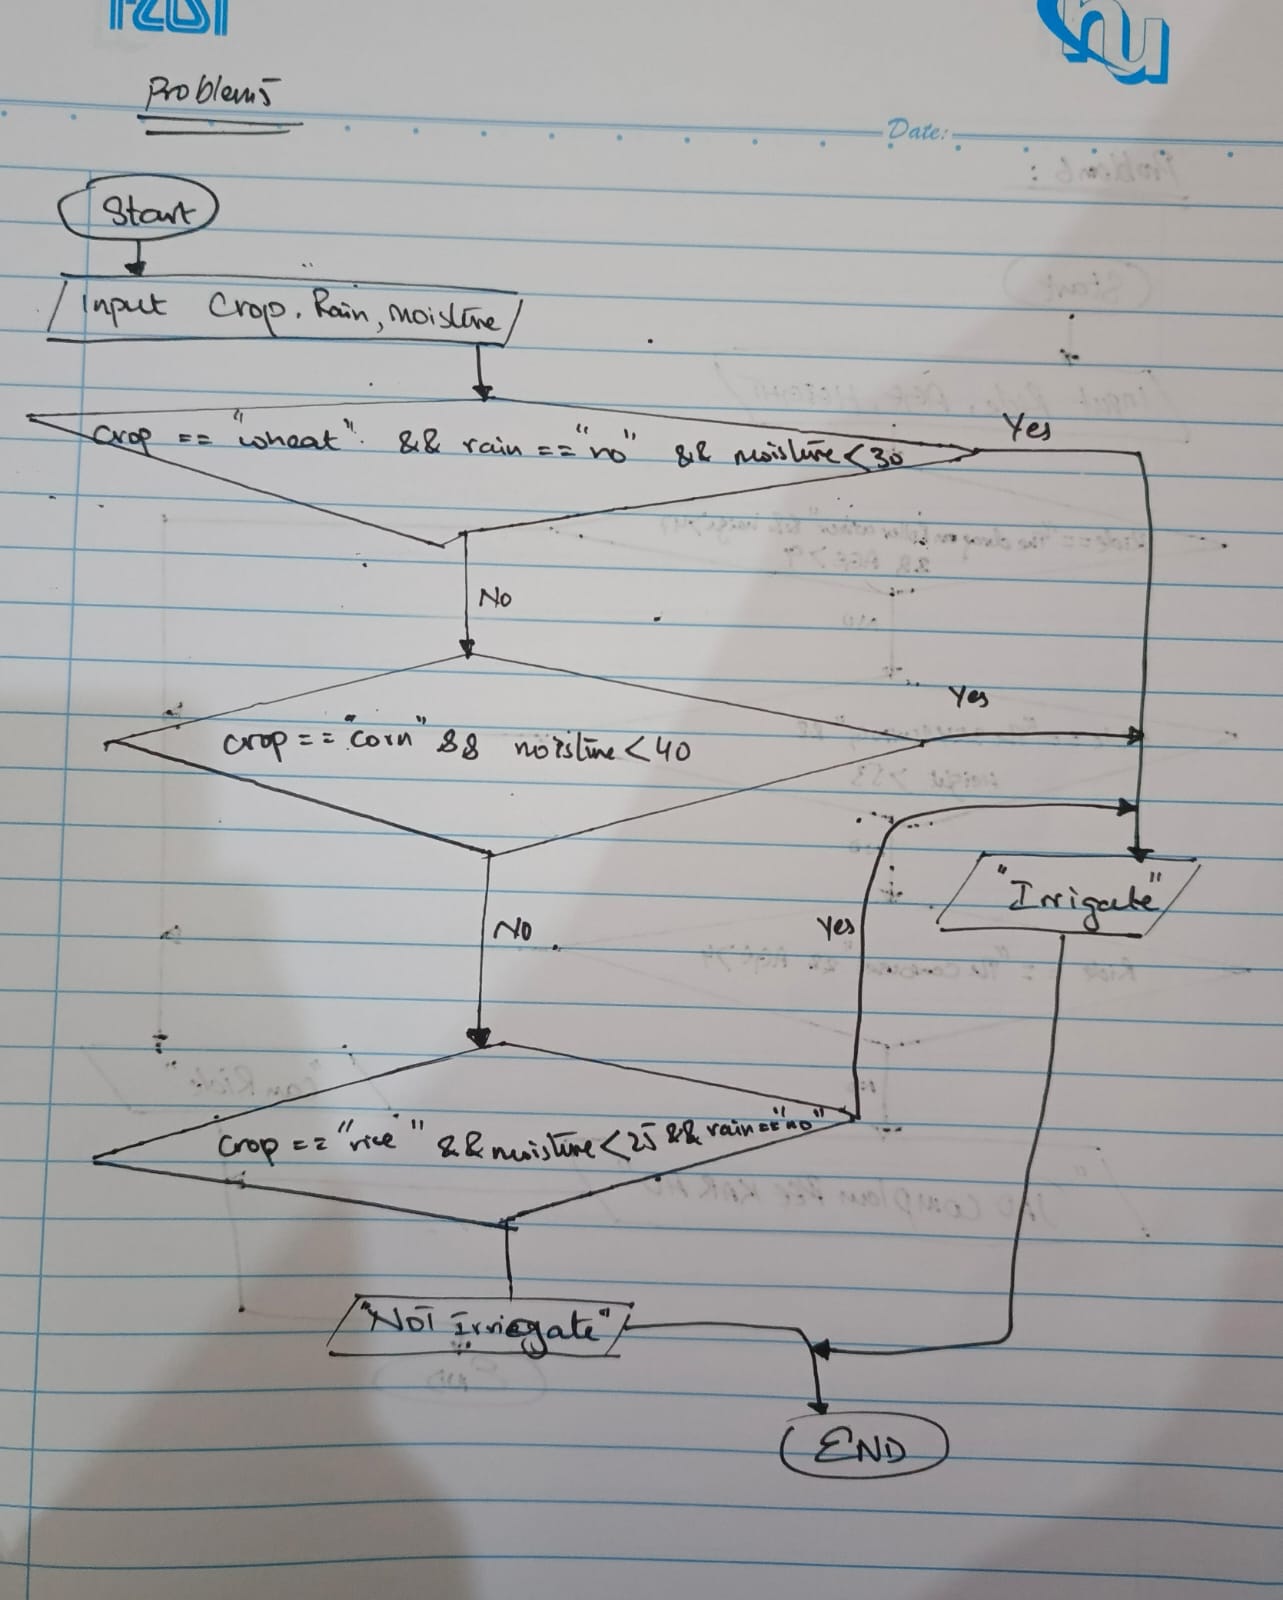 Problem5
Date:
Start
Input Crop, Rain, moisture
crop == "wheat" && rain == "no" && moisture < 30
Yes
No
crop == "corn" && moisture < 40
Yes
No
Yes
"Irrigate"
crop == "rice" && moisture < 25 && rain == "no"
"NOT Irriegate"
END